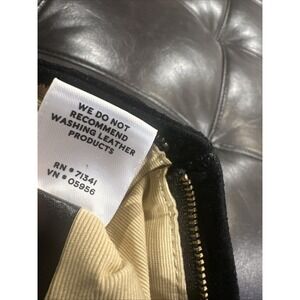 WE DO NOT
RECOMMEND
WASHING LEATHER
PRODUCTS
RN • 71341
VN • 05956